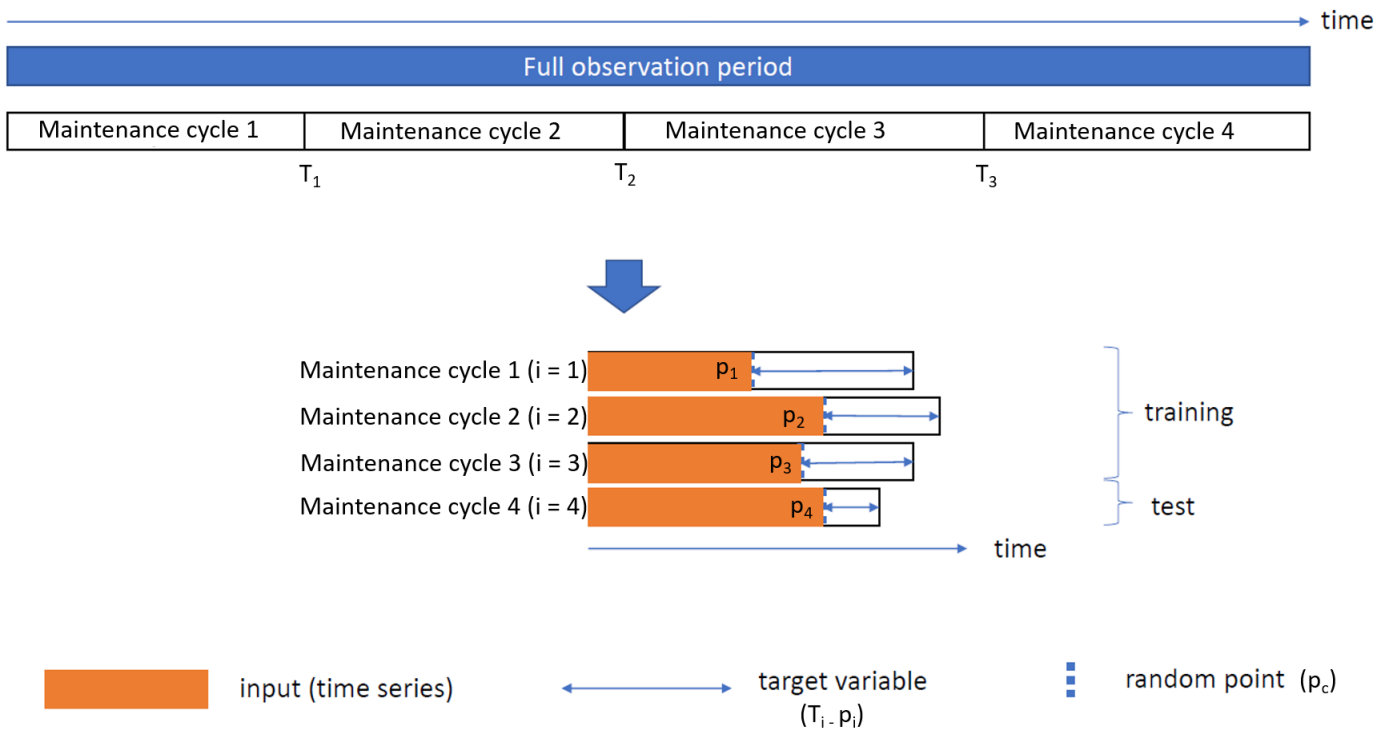 time
Full observation period
Maintenance cycle 1 Maintenance cycle 2 Maintenance cycle 3 Maintenance cycle 4
T₁ T₂ T₃
Maintenance cycle 1 (i = 1) p₁
Maintenance cycle 2 (i = 2) p₂
training
Maintenance cycle 3 (i = 3) p₃
Maintenance cycle 4 (i = 4) p₄
test
time
input (time series)
target variable
(Tᵢ - pᵢ)
random point (p_c)